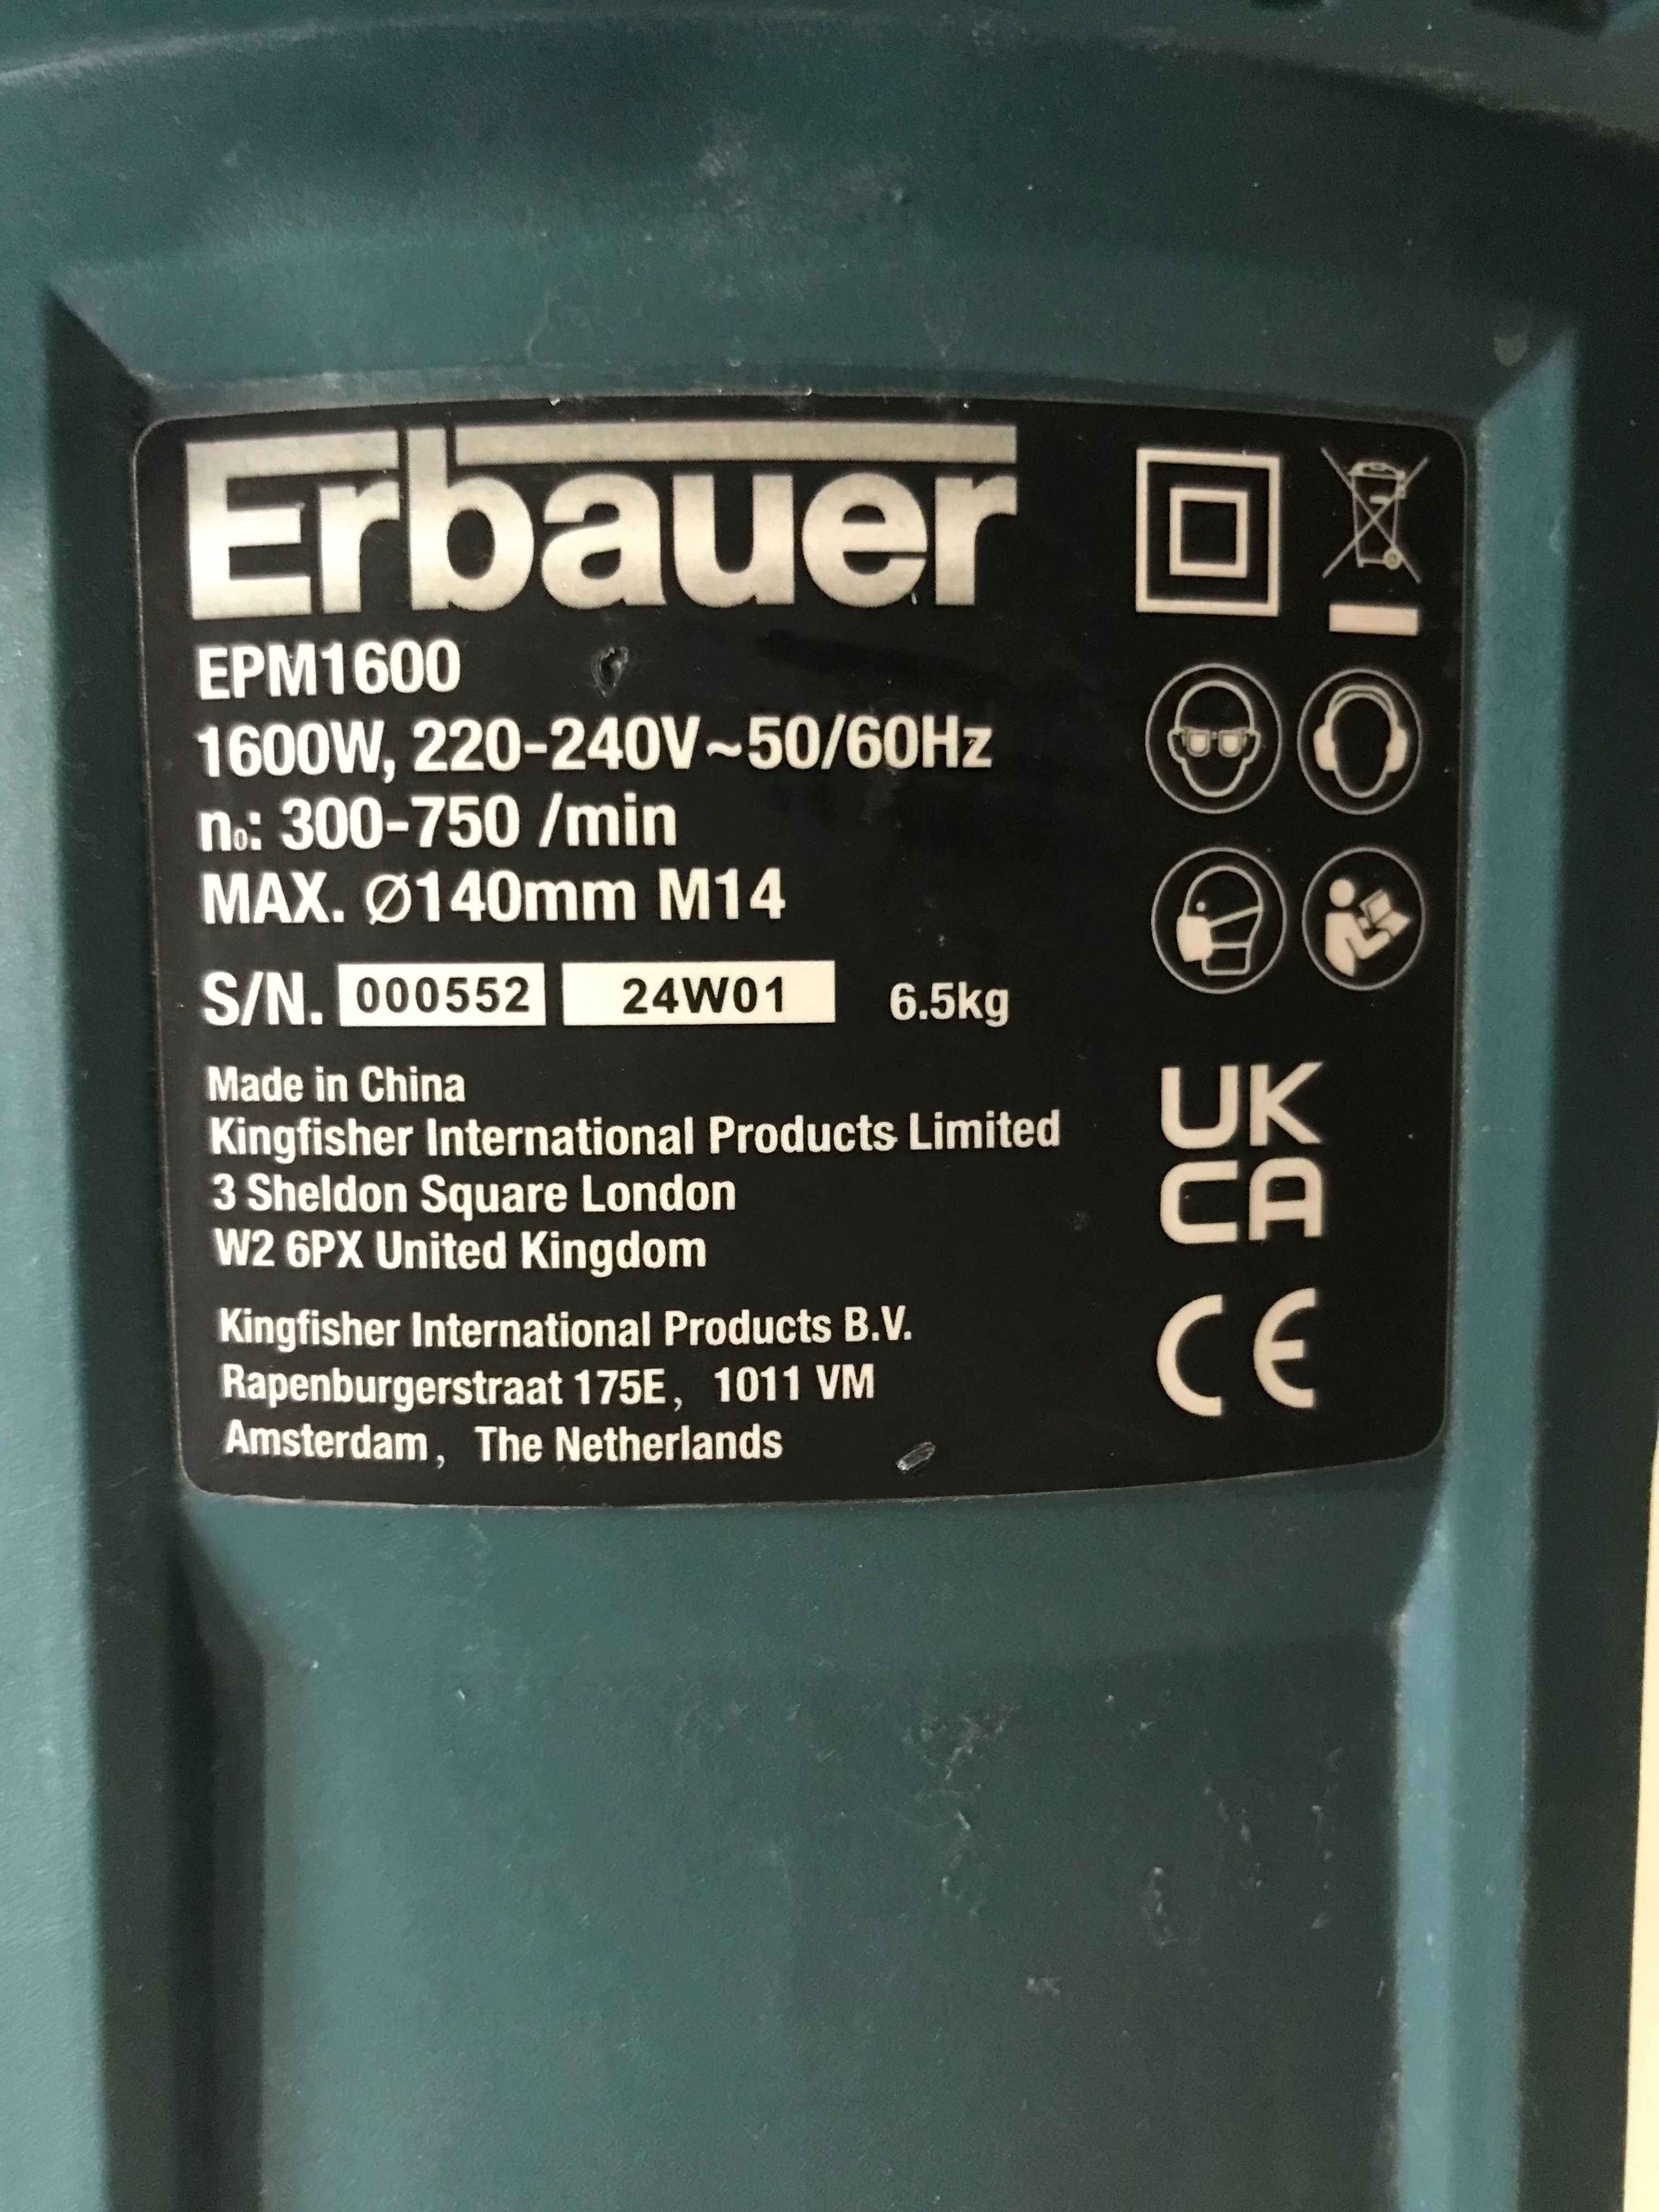 Erbauer
EPM1600
1600W, 220-240V~50/60Hz
n₀: 300-750 /min
MAX. Ø140mm M14
S/N. 000552 24W01 6.5kg
Made in China
Kingfisher International Products Limited
3 Sheldon Square London
W2 6PX United Kingdom
Kingfisher International Products B.V.
Rapenburgerstraat 175E, 1011 VM
Amsterdam, The Netherlands
UK
CA
CE